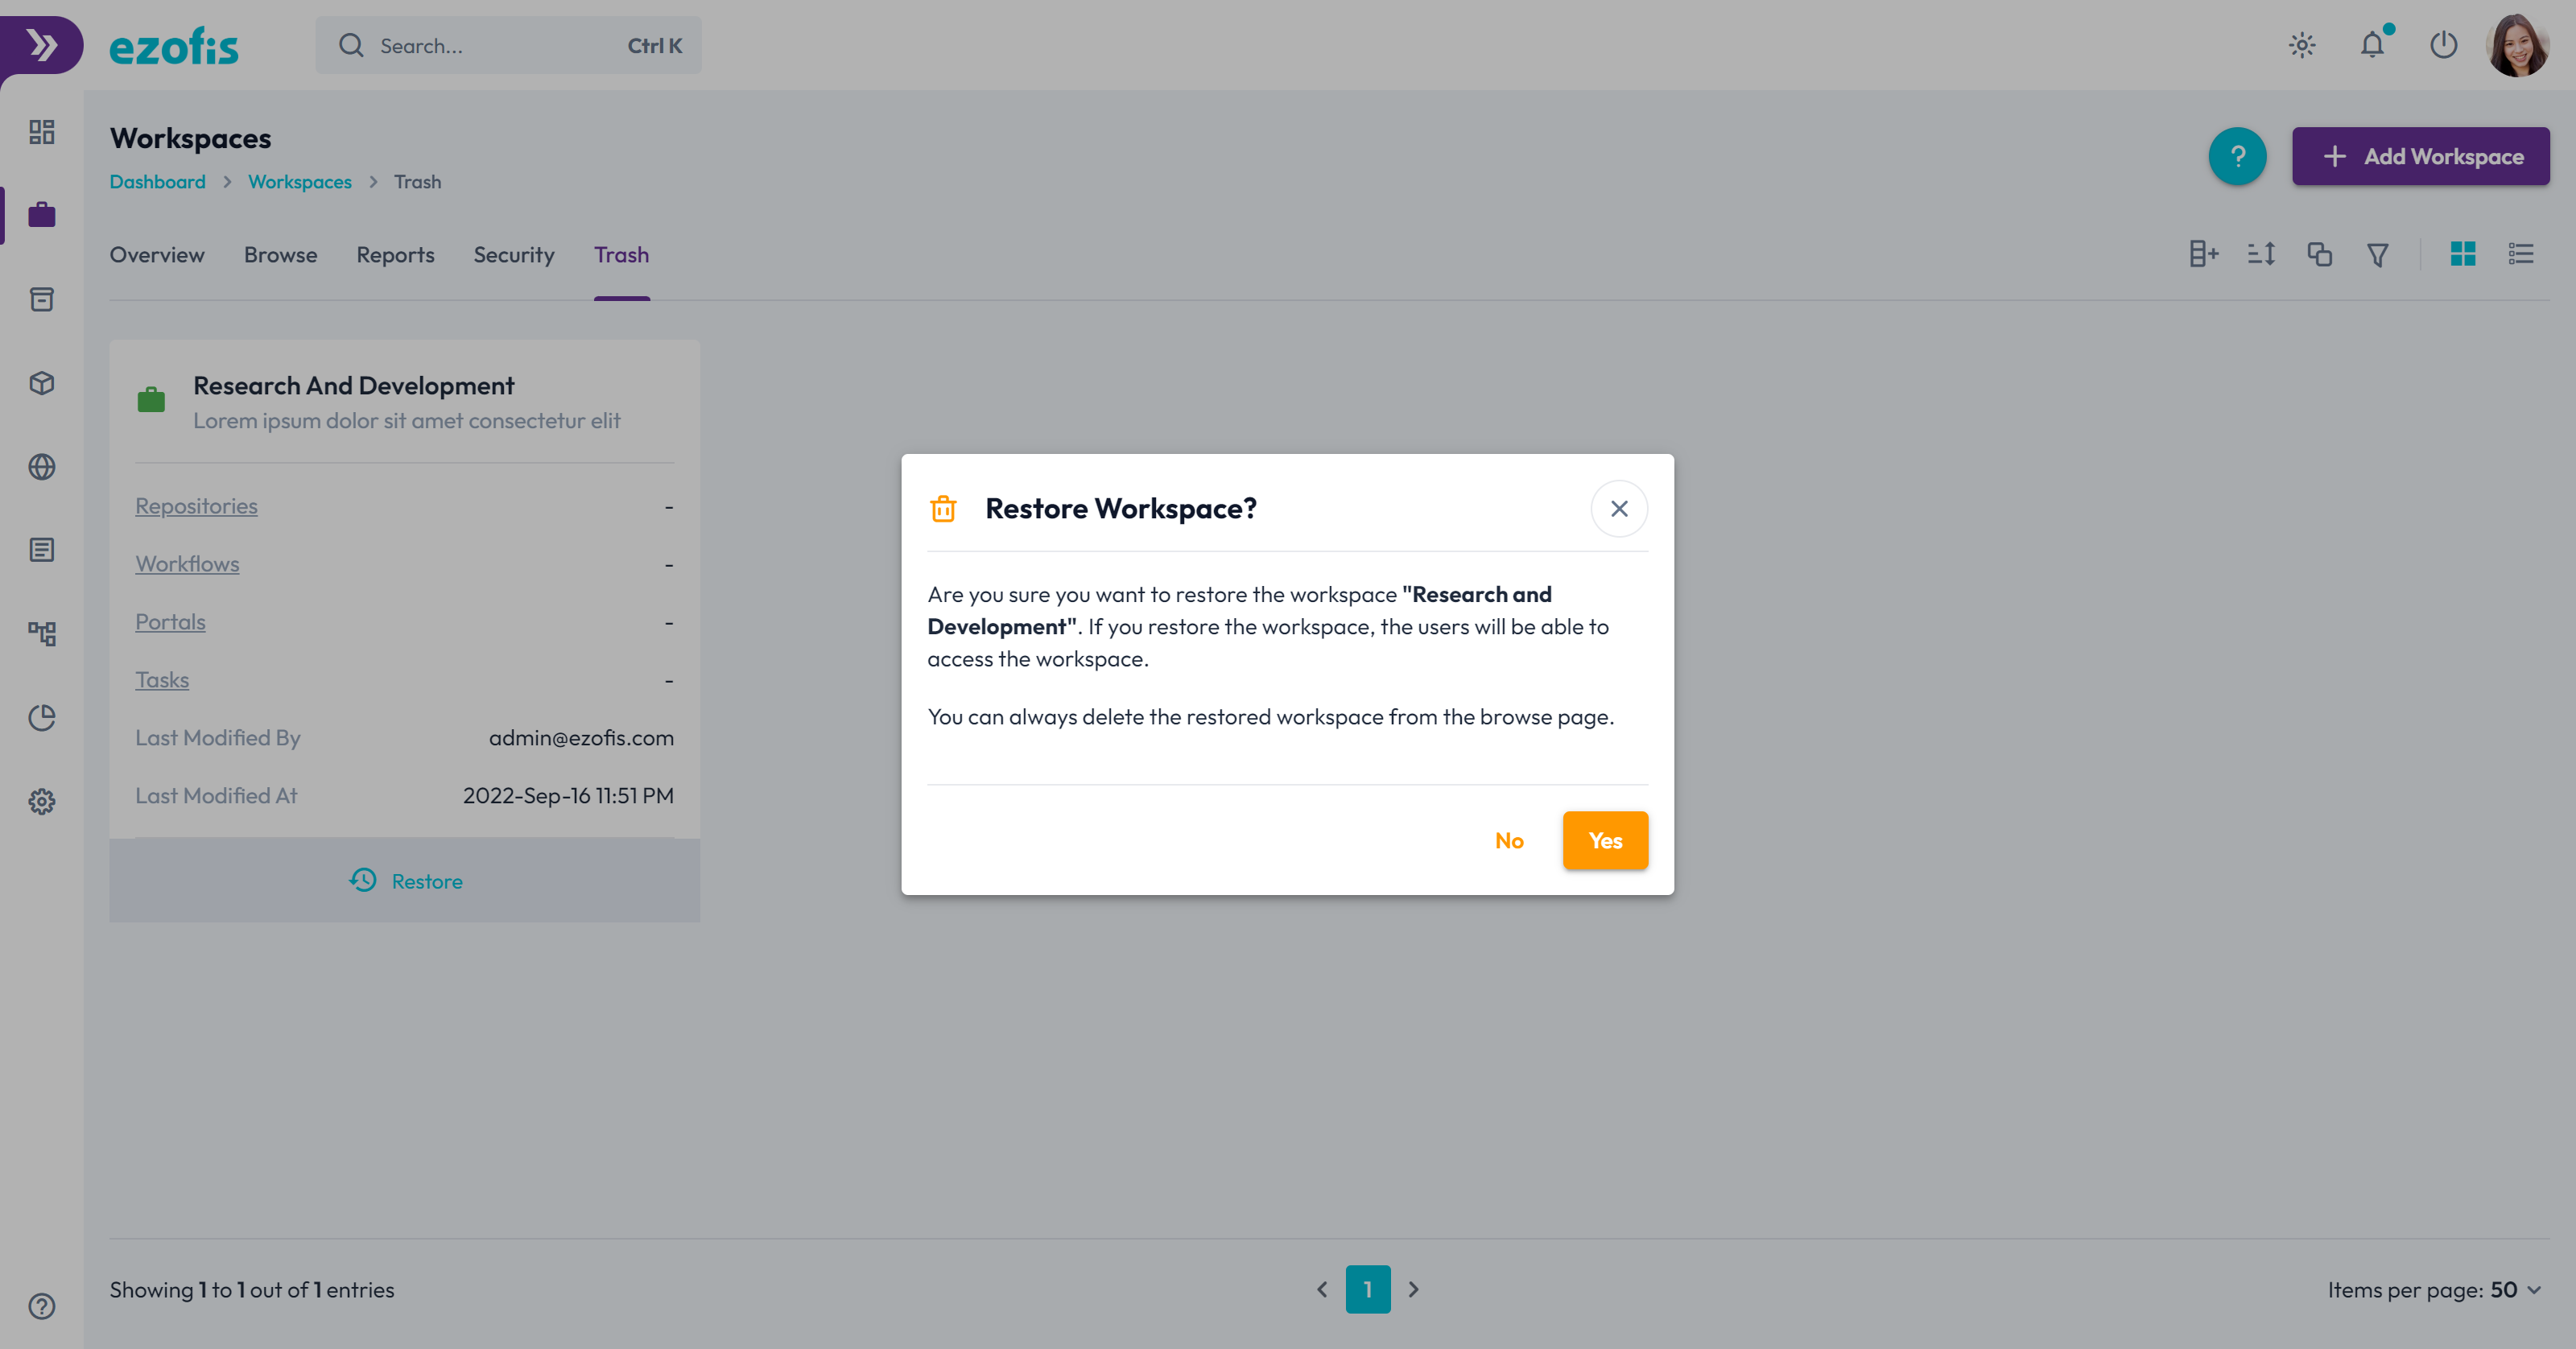 ezofis
Search...
Ctrl K
Workspaces
Dashboard > Workspaces > Trash
?
+ Add Workspace
Overview
Browse
Reports
Security
Trash
Research And Development
Lorem ipsum dolor sit amet consectetur elit
Repositories -
Workflows -
Portals -
Tasks -
Last Modified By admin@ezofis.com
Last Modified At 2022-Sep-16 11:51 PM
Restore
Restore Workspace?
Are you sure you want to restore the workspace "Research and
Development". If you restore the workspace, the users will be able to
access the workspace.
You can always delete the restored workspace from the browse page.
No
Yes
Showing 1 to 1 out of 1 entries
1
Items per page: 50